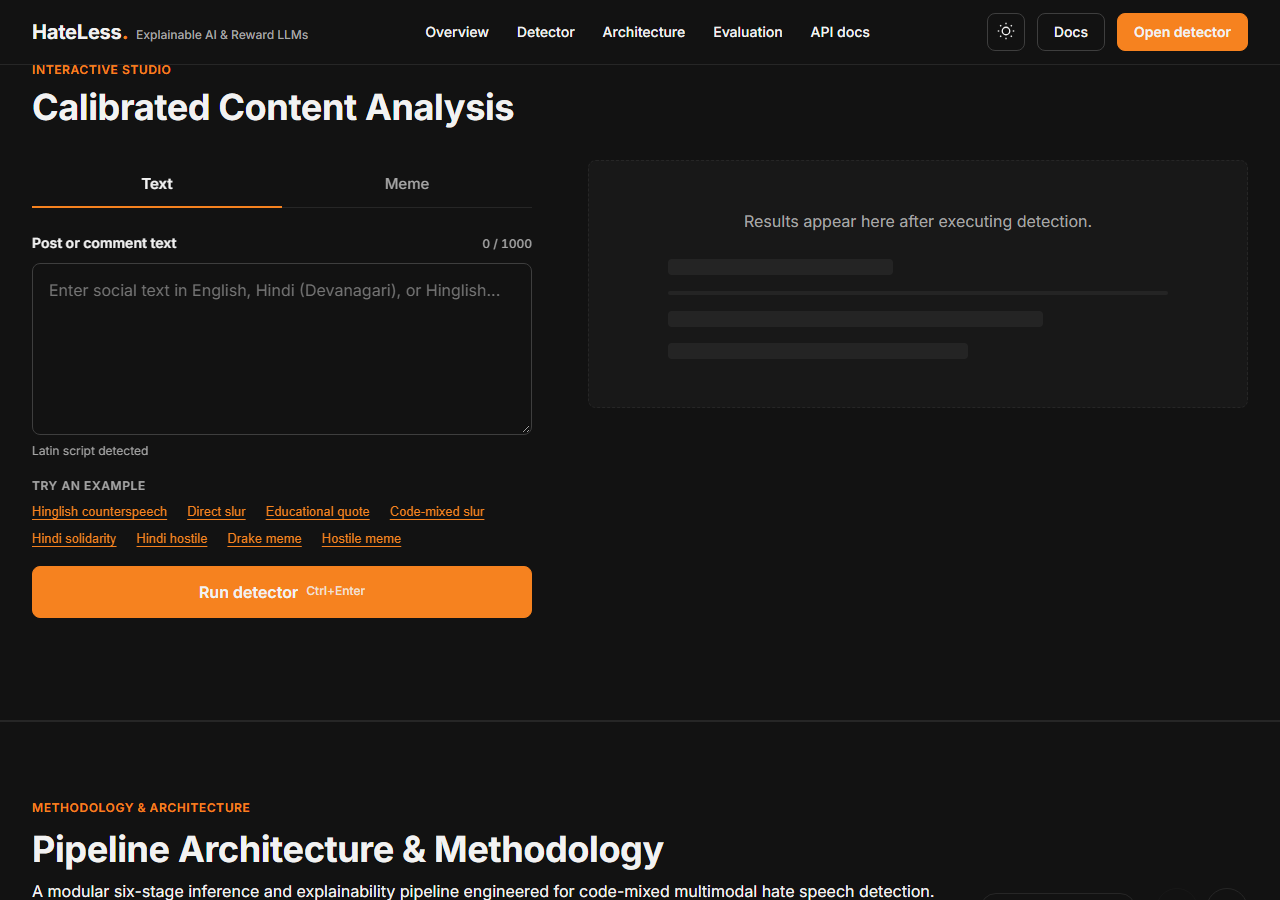 HateLess. Explainable AI & Reward LLMs Overview Detector Architecture Evaluation API docs Docs Open detector
INTERACTIVE STUDIO
Calibrated Content Analysis
Text Meme
Post or comment text 0 / 1000
Enter social text in English, Hindi (Devanagari), or Hinglish...
Latin script detected
TRY AN EXAMPLE
Hinglish counterspeech Direct slur Educational quote Code-mixed slur
Hindi solidarity Hindi hostile Drake meme Hostile meme
Run detector Ctrl+Enter
Results appear here after executing detection.
METHODOLOGY & ARCHITECTURE
Pipeline Architecture & Methodology
A modular six-stage inference and explainability pipeline engineered for code-mixed multimodal hate speech detection.